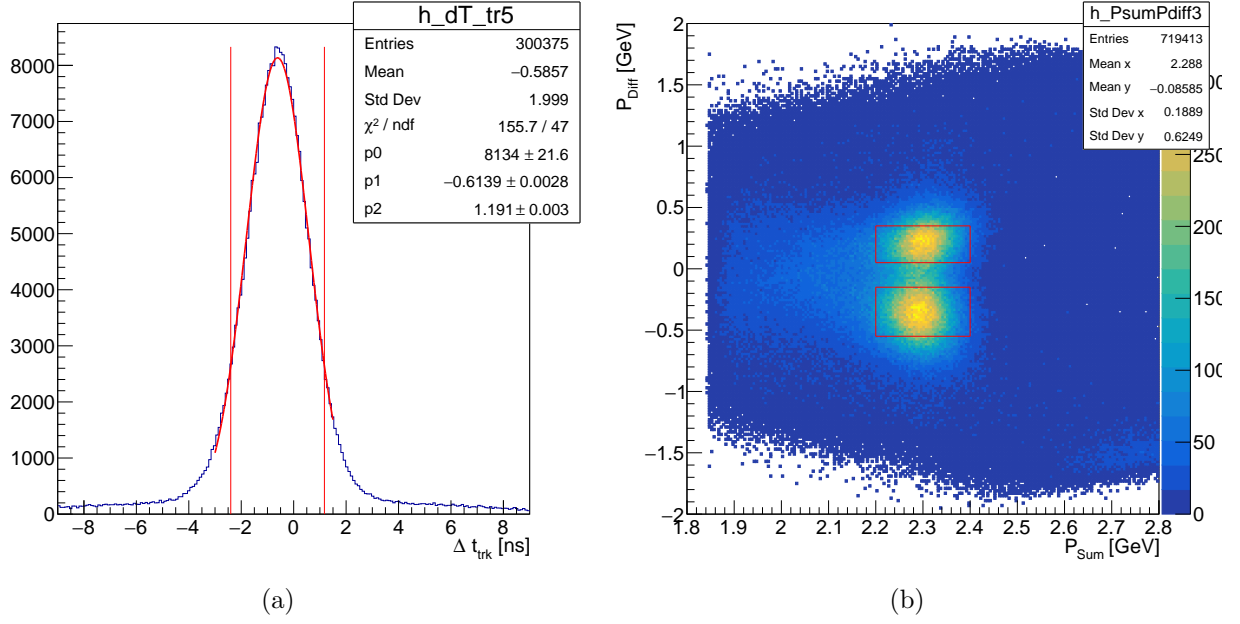 h_dT_tr5
Entries 300375
Mean −0.5857
Std Dev 1.999
χ² / ndf 155.7 / 47
p0 8134 ± 21.6
p1 −0.6139 ± 0.0028
p2 1.191 ± 0.003
8000
7000
6000
5000
4000
3000
2000
1000
0
−8 −6 −4 −2 0 2 4 6 8
Δ t_trk [ns]
(a)
h_PsumPdiff3
Entries 719413
Mean x 2.288
Mean y −0.08585
Std Dev x 0.1889
Std Dev y 0.6249
P_Diff [GeV]
2
1.5
1
0.5
0
−0.5
−1
−1.5
−2
1.8 1.9 2 2.1 2.2 2.3 2.4 2.5 2.6 2.7 2.8
P_Sum [GeV]
250
200
150
100
50
0
(b)